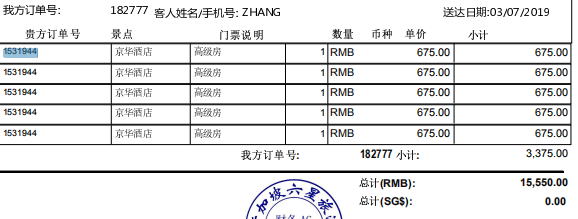 我方订单号: 182777 客人姓名/手机号: ZHANG 送达日期:03/07/2019
贵方订单号 景点 门票说明 数量 币种 单价 小计
1531944 京华酒店 高级房 1 RMB 675.00 675.00
1531944 京华酒店 高级房 1 RMB 675.00 675.00
1531944 京华酒店 高级房 1 RMB 675.00 675.00
1531944 京华酒店 高级房 1 RMB 675.00 675.00
1531944 京华酒店 高级房 1 RMB 675.00 675.00
我方订单号: 182777 小计: 3,375.00
总计(RMB): 15,550.00
总计(SG$): 0.00
加坡六星旅